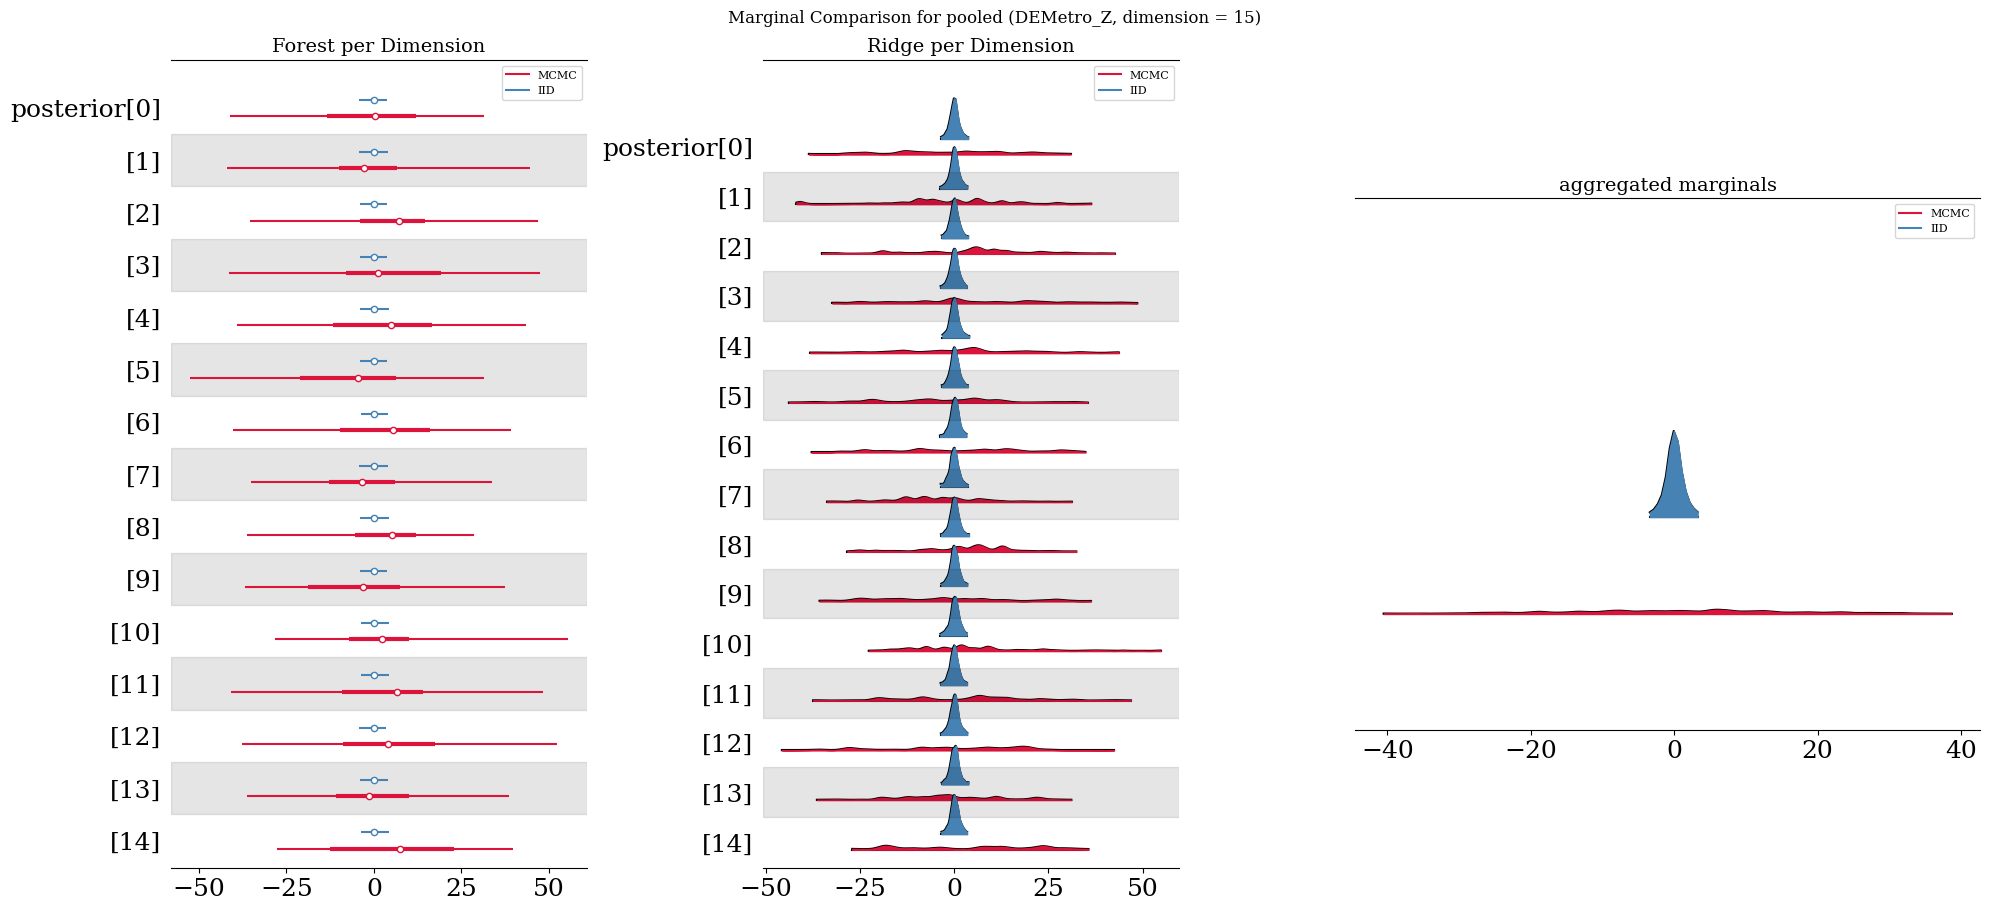 Marginal Comparison for pooled (DEMetro_Z, dimension = 15)
Forest per Dimension
MCMC
IID
posterior[0]
[1]
[2]
[3]
[4]
[5]
[6]
[7]
[8]
[9]
[10]
[11]
[12]
[13]
[14]
−50 −25 0 25 50
Ridge per Dimension
MCMC
IID
posterior[0]
[1]
[2]
[3]
[4]
[5]
[6]
[7]
[8]
[9]
[10]
[11]
[12]
[13]
[14]
−50 −25 0 25 50
aggregated marginals
MCMC
IID
−40 −20 0 20 40